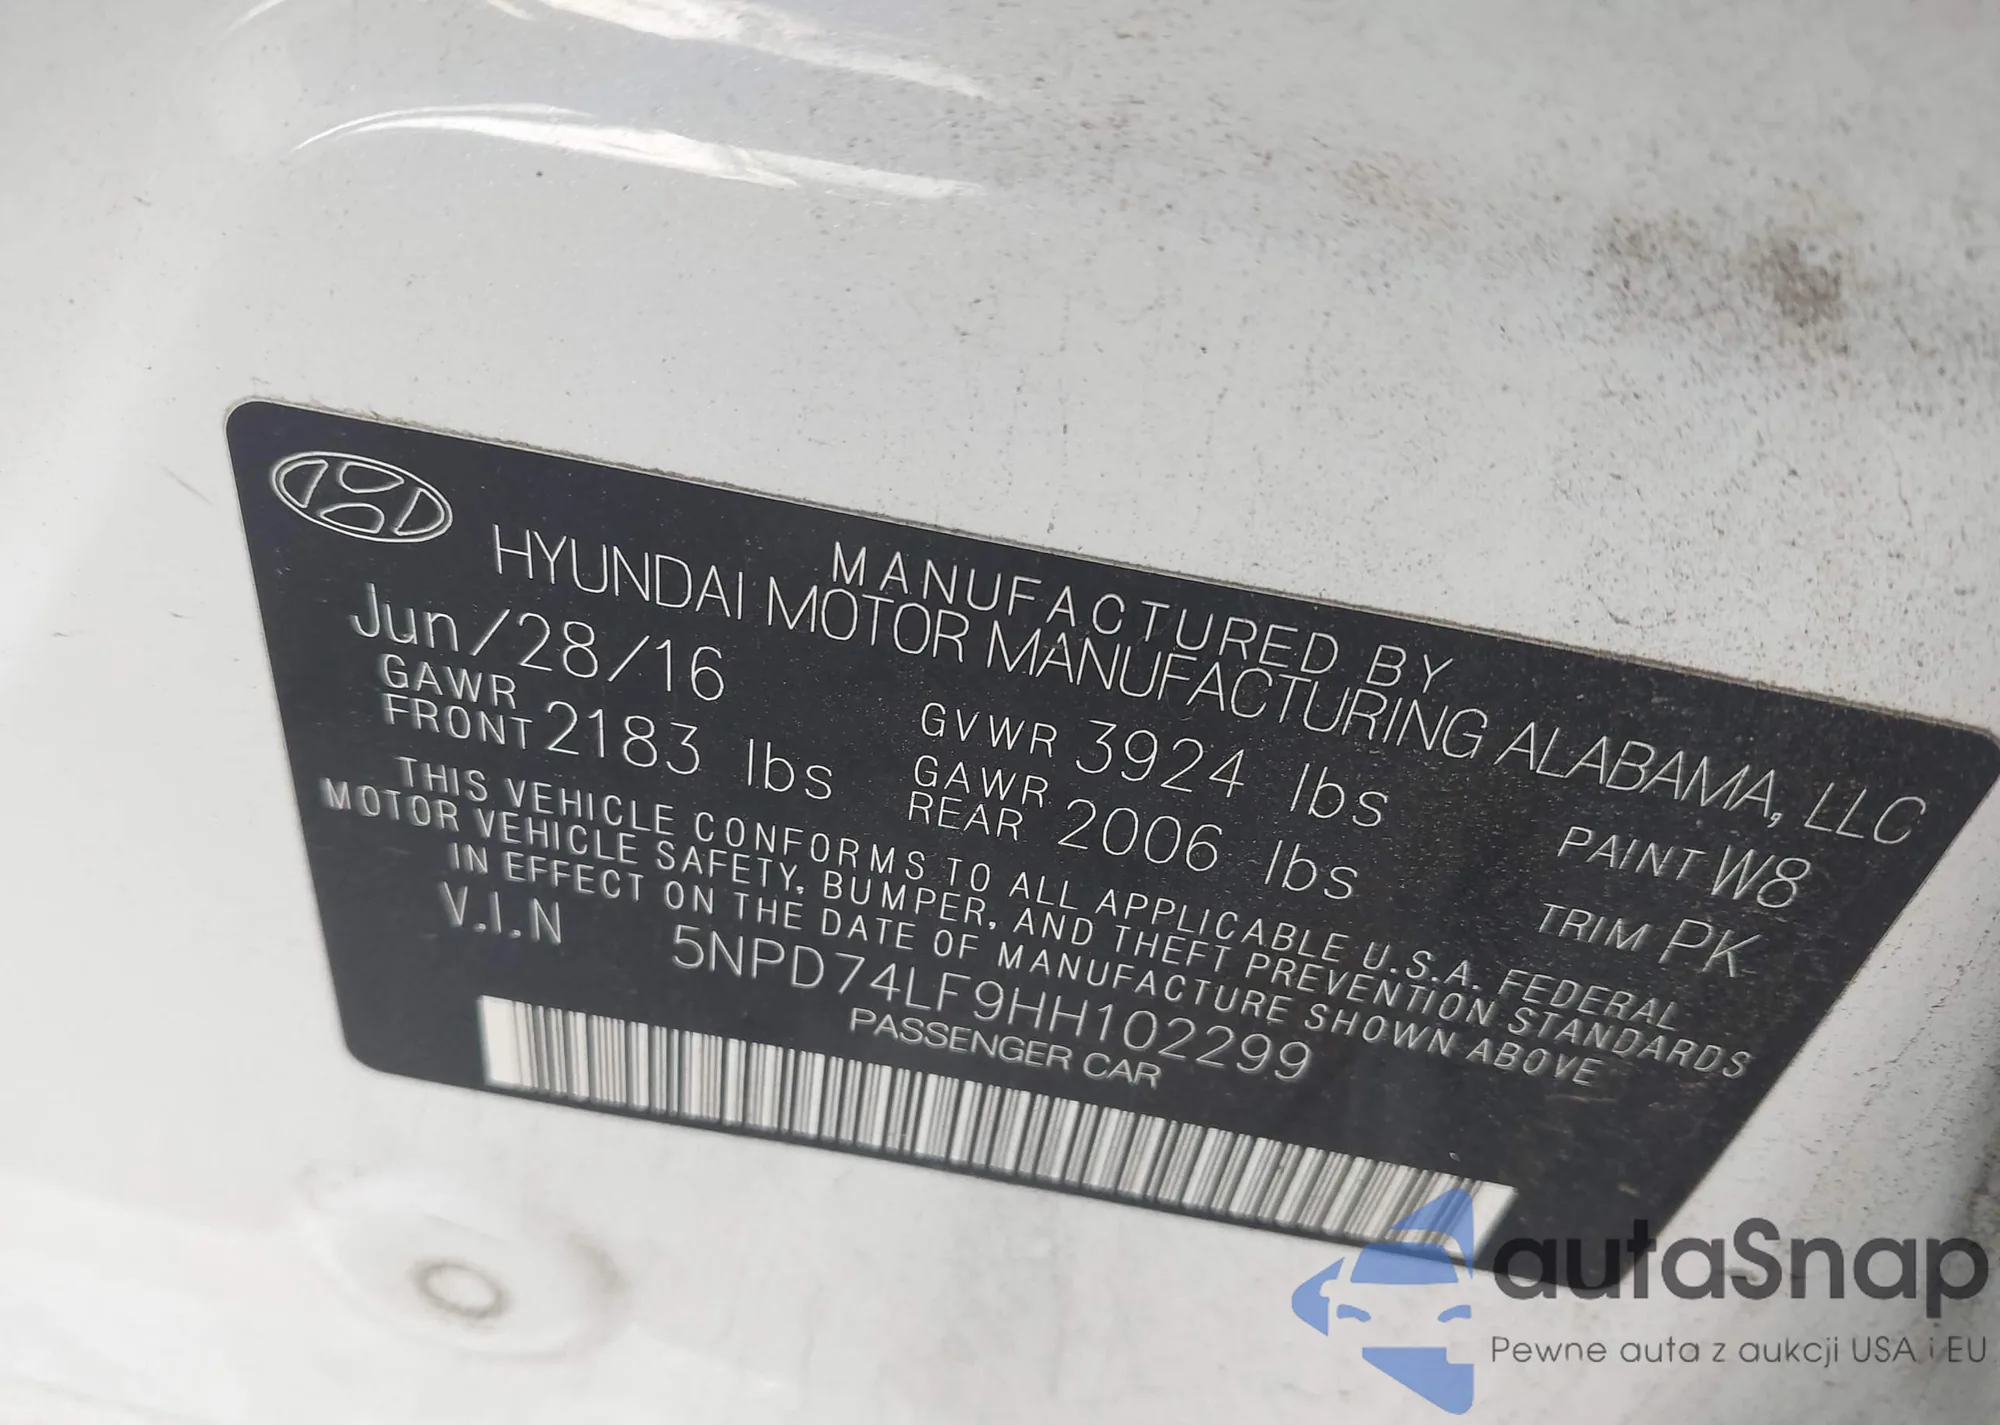 MANUFACTURED BY
HYUNDAI MOTOR MANUFACTURING ALABAMA, LLC
Jun/28/16 GVWR 3924 lbs PAINT W8
GAWR FRONT 2183 lbs GAWR REAR 2006 lbs TRIM PK
THIS VEHICLE CONFORMS TO ALL APPLICABLE U.S.A. FEDERAL
MOTOR VEHICLE SAFETY, BUMPER, AND THEFT PREVENTION STANDARDS
IN EFFECT ON THE DATE OF MANUFACTURE SHOWN ABOVE
V.I.N 5NPD74LF9HH102299
PASSENGER CAR
autaSnap
Pewne auta z aukcji USA i EU